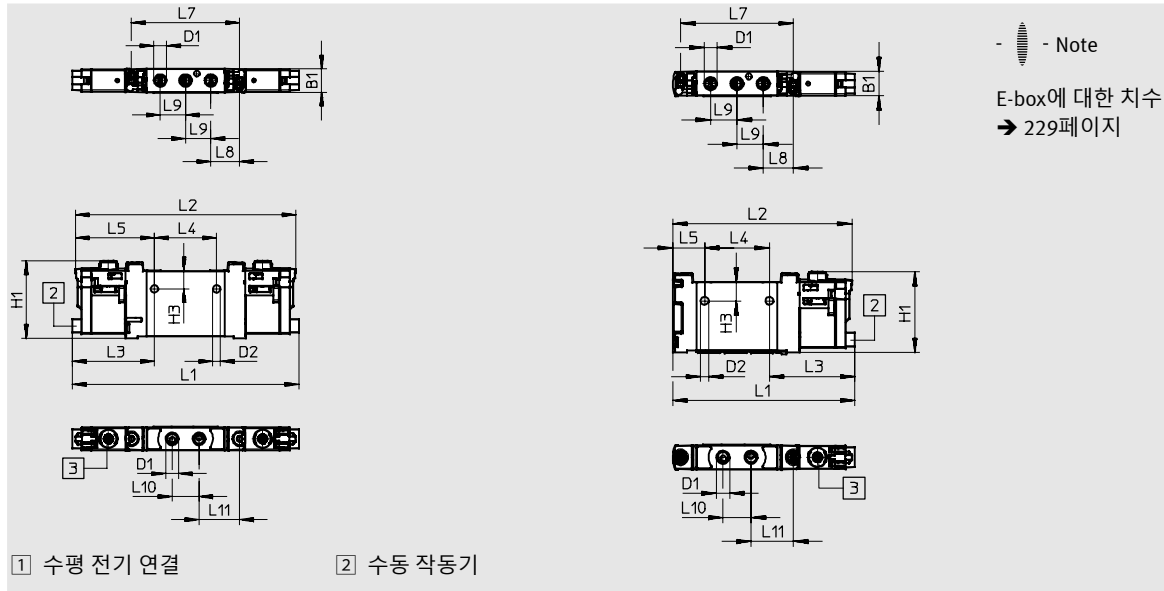 L7
D1
B1
L9
L9
L8
L2
L5
L4
H1
2
H3
D2
L3
L1
3
D1
L10
L11
L7
D1
B1
L9
L9
L8
L2
L5
L4
H1
2
H3
D2
L3
L1
D1
L10
L11
3
- - Note
E-box에 대한 치수
➔ 229페이지
1 수평 전기 연결
2 수동 작동기